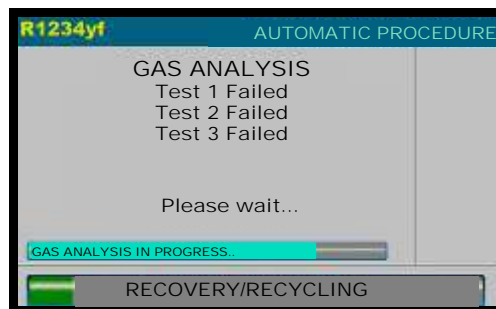 R1234yf
AUTOMATIC PROCEDURE
GAS ANALYSIS
Test 1 Failed
Test 2 Failed
Test 3 Failed
Please wait...
GAS ANALYSIS IN PROGRESS..
RECOVERY/RECYCLING